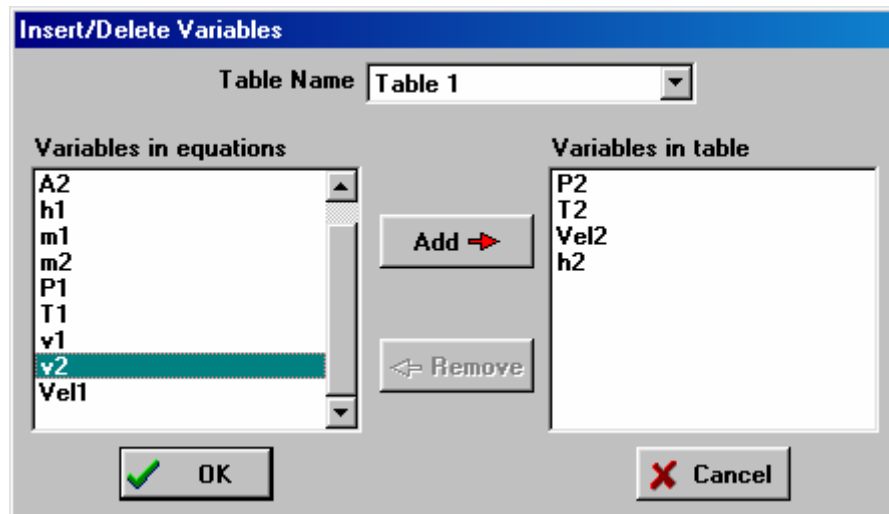 Insert/Delete Variables
Table Name Table 1
Variables in equations
A2
h1
m1
m2
P1
T1
v1
v2
Vel1
Add
Remove
Variables in table
P2
T2
Vel2
h2
OK
Cancel